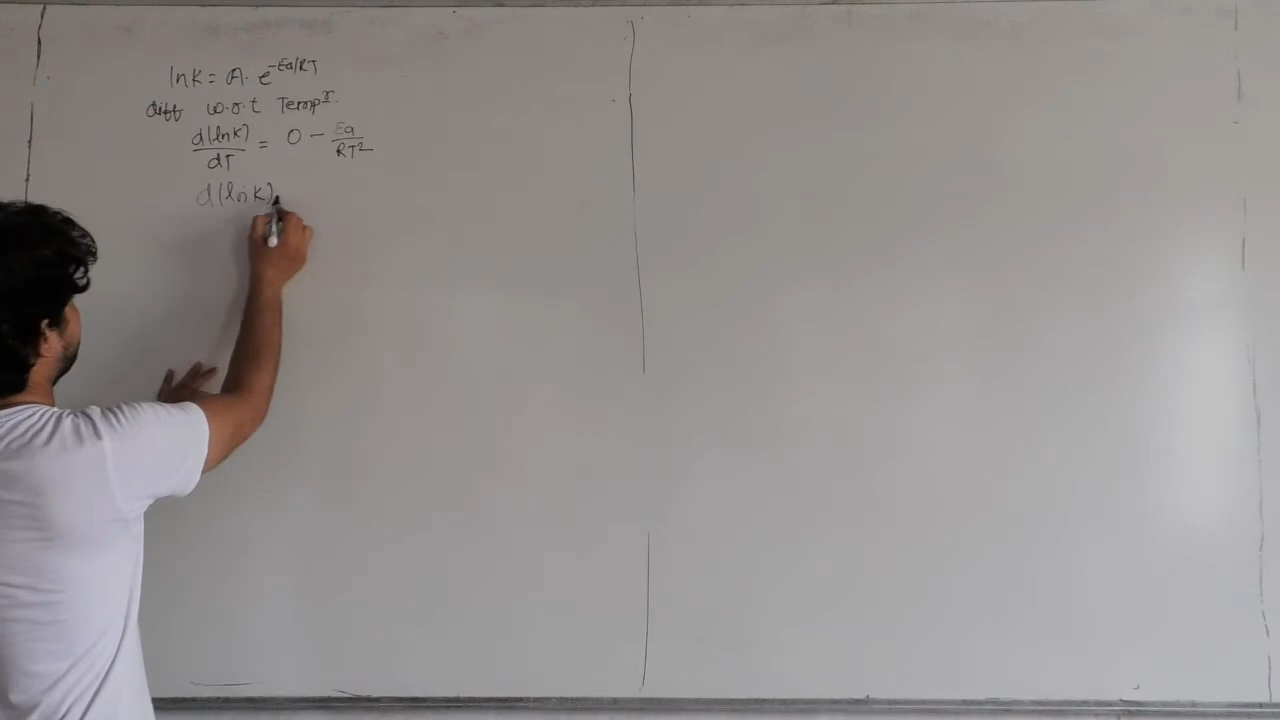 lnK = A. e^-Ea/RT
diff w.r.t Temp^r.
d(lnK)/dT = 0 - Ea/RT²
d(lnK)